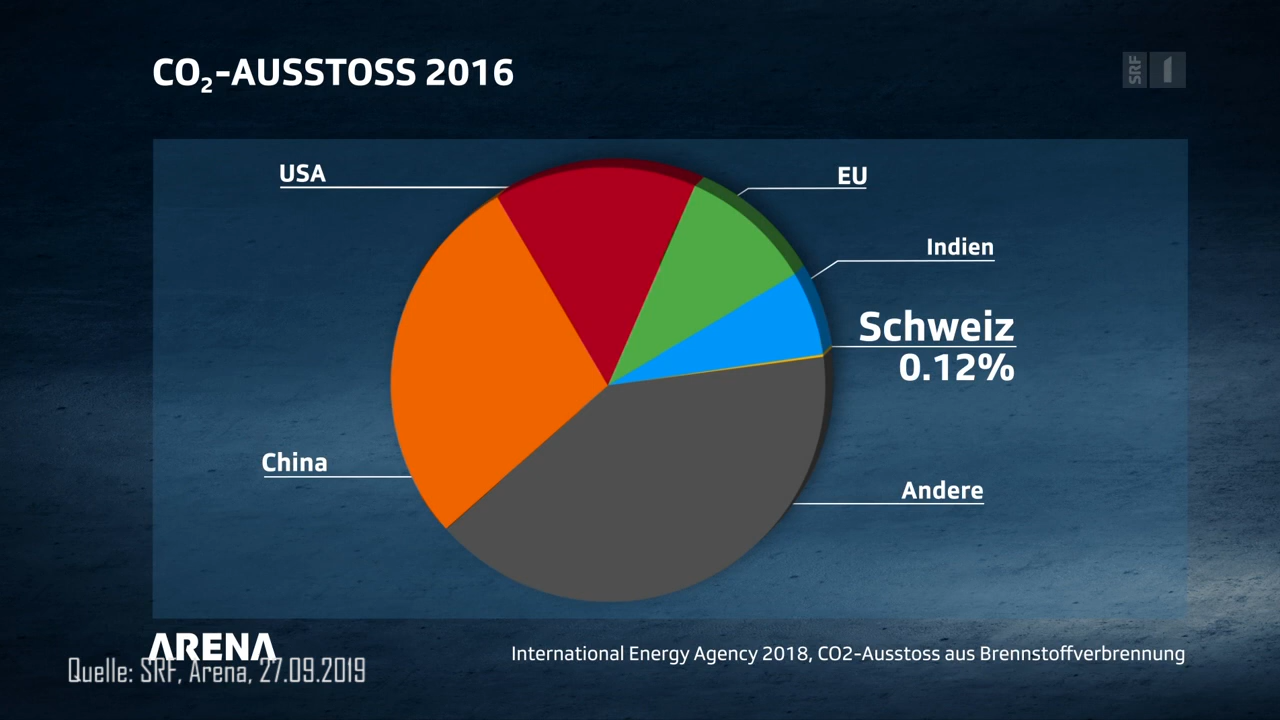 CO₂-AUSSTOSS 2016
SRF 1
USA
EU
Indien
Schweiz
0.12%
China
Andere
ARENA
Quelle: SRF, Arena, 27.09.2019
International Energy Agency 2018, CO2-Ausstoss aus Brennstoffverbrennung